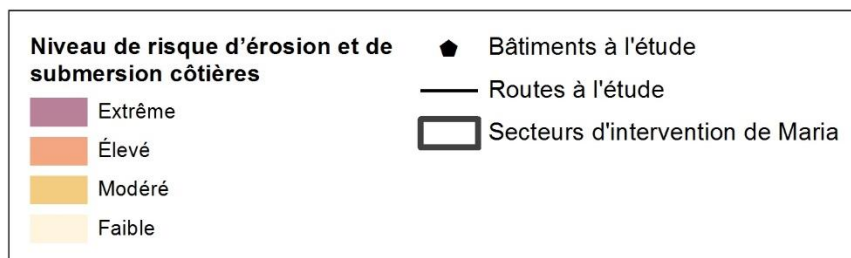 Niveau de risque d’érosion et de
submersion côtières
Extrême
Élevé
Modéré
Faible
Bâtiments à l'étude
Routes à l'étude
Secteurs d'intervention de Maria